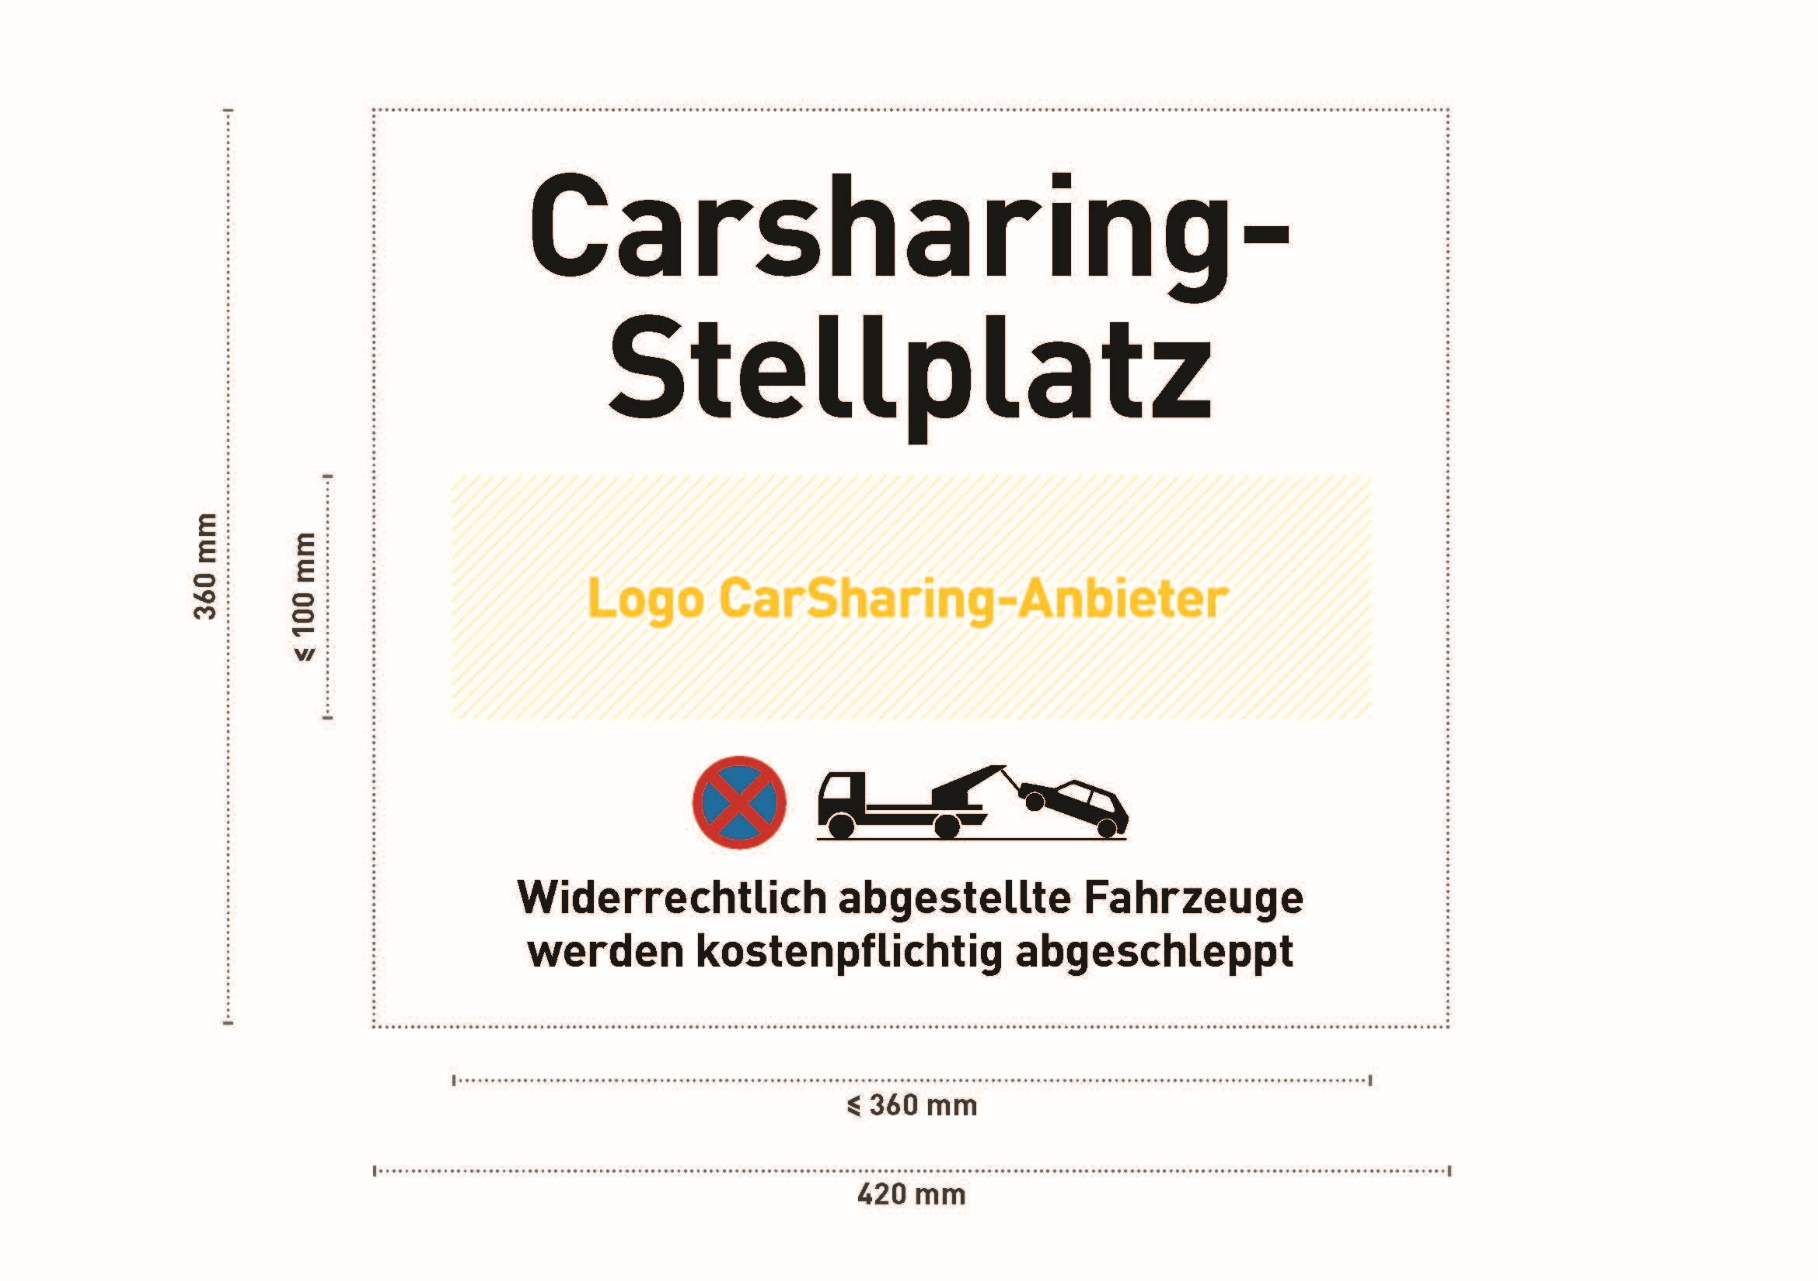 Carsharing-
Stellplatz
360 mm
≤ 100 mm
Logo CarSharing-Anbieter
Widerrechtlich abgestellte Fahrzeuge
werden kostenpflichtig abgeschleppt
≤ 360 mm
420 mm